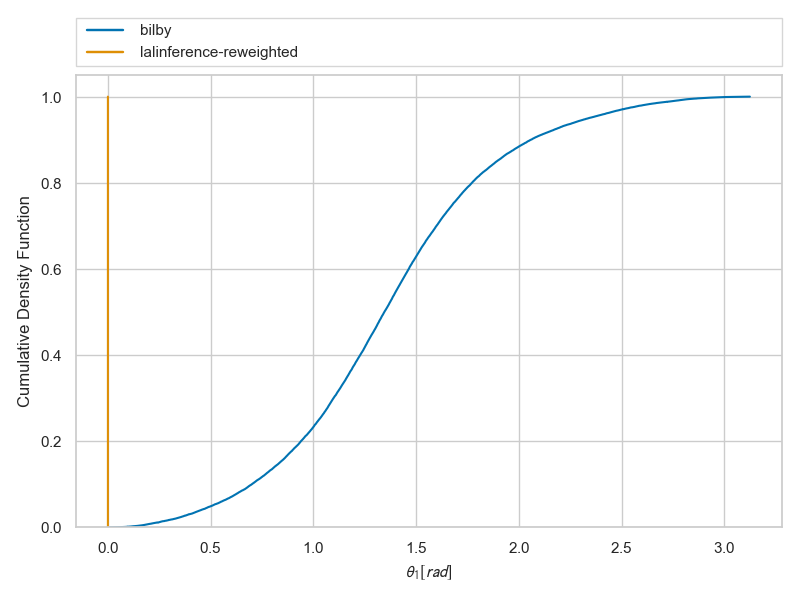 bilby
lalinference-reweighted
Cumulative Density Function
1.0
0.8
0.6
0.4
0.2
0.0
0.0 0.5 1.0 1.5 2.0 2.5 3.0
θ₁[rad]